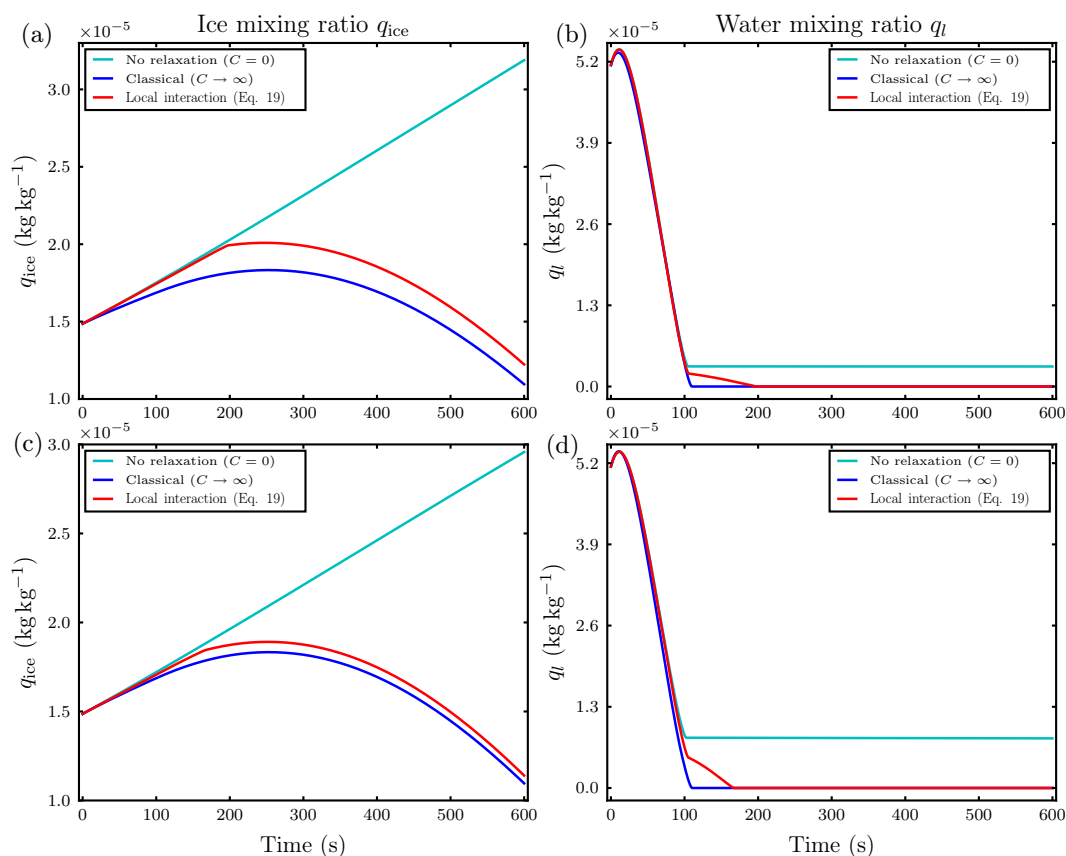 Ice mixing ratio q_ice
Water mixing ratio q_l
(a)
×10⁻⁵
No relaxation (C = 0)
Classical (C → ∞)
Local interaction (Eq. 19)
q_ice (kg kg⁻¹)
3.0
2.5
2.0
1.5
1.0
0 100 200 300 400 500 600
(b)
×10⁻⁵
No relaxation (C = 0)
Classical (C → ∞)
Local interaction (Eq. 19)
q_l (kg kg⁻¹)
5.2
3.9
2.6
1.3
0.0
0 100 200 300 400 500 600
(c)
×10⁻⁵
No relaxation (C = 0)
Classical (C → ∞)
Local interaction (Eq. 19)
q_ice (kg kg⁻¹)
3.0
2.5
2.0
1.5
1.0
0 100 200 300 400 500 600
Time (s)
(d)
×10⁻⁵
No relaxation (C = 0)
Classical (C → ∞)
Local interaction (Eq. 19)
q_l (kg kg⁻¹)
5.2
3.9
2.6
1.3
0.0
0 100 200 300 400 500 600
Time (s)